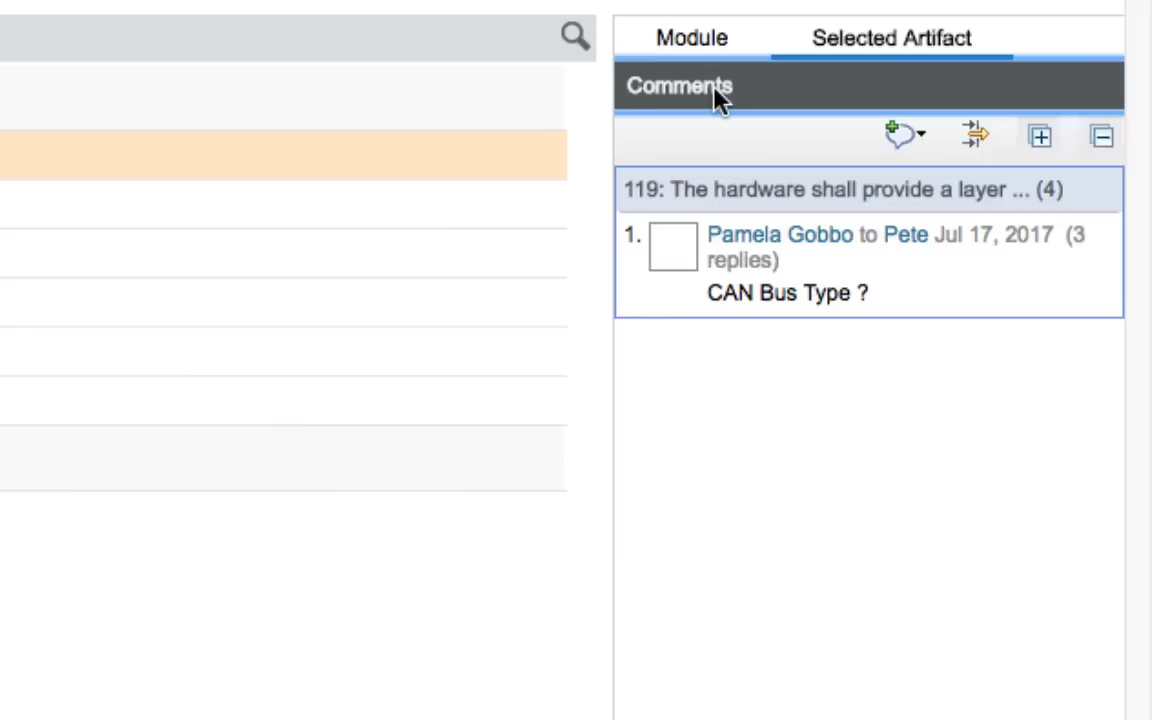 Module Selected Artifact
Comments
119: The hardware shall provide a layer ... (4)
1. Pamela Gobbo to Pete Jul 17, 2017 (3
replies)
CAN Bus Type ?